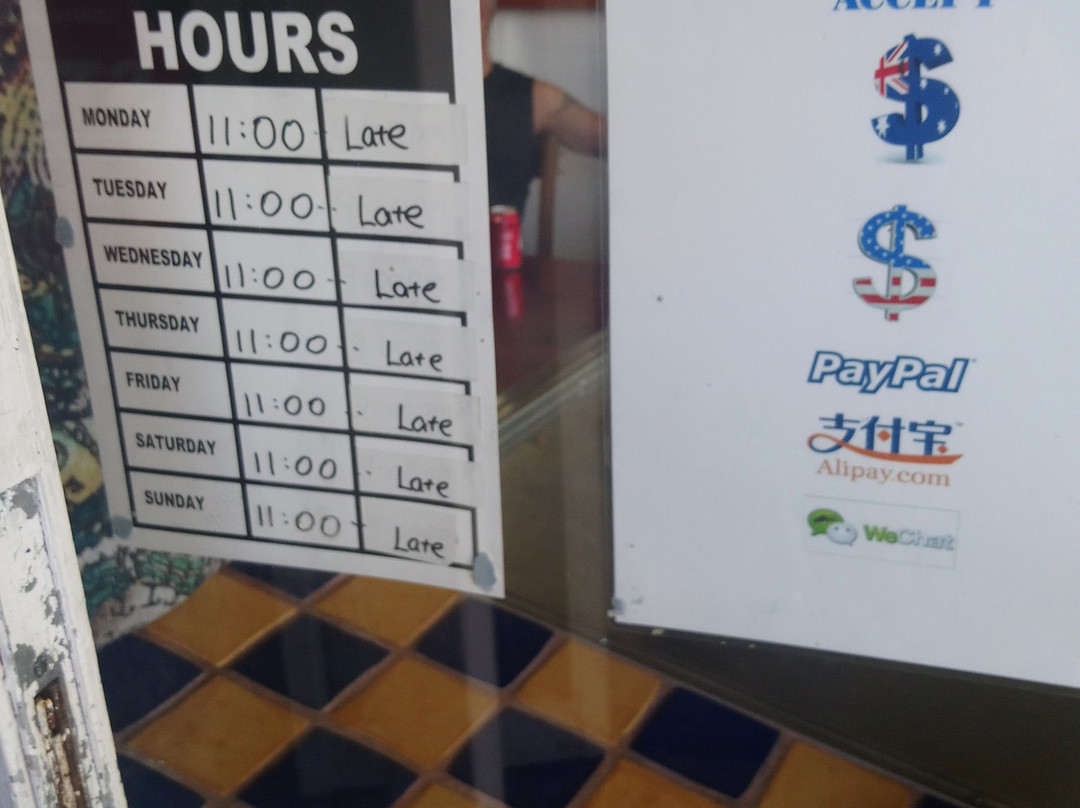 HOURS
MONDAY 11:00 - Late
TUESDAY 11:00 - Late
WEDNESDAY 11:00 - Late
THURSDAY 11:00 - Late
FRIDAY 11:00 - Late
SATURDAY 11:00 - Late
SUNDAY 11:00 - Late
ACCEPT
$
$
PayPal
支付宝
Alipay.com
WeChat